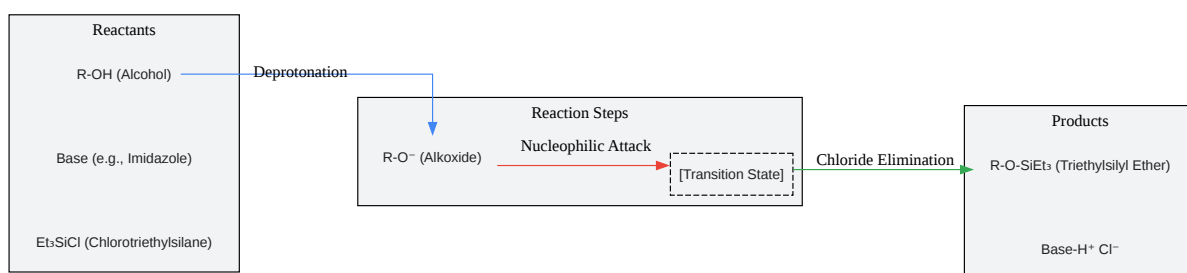 Reactants
R-OH (Alcohol)
Base (e.g., Imidazole)
Et₃SiCl (Chlorotriethylsilane)
Deprotonation
Reaction Steps
R-O⁻ (Alkoxide)
Nucleophilic Attack
[Transition State]
Chloride Elimination
Products
R-O-SiEt₃ (Triethylsilyl Ether)
Base-H⁺ Cl⁻